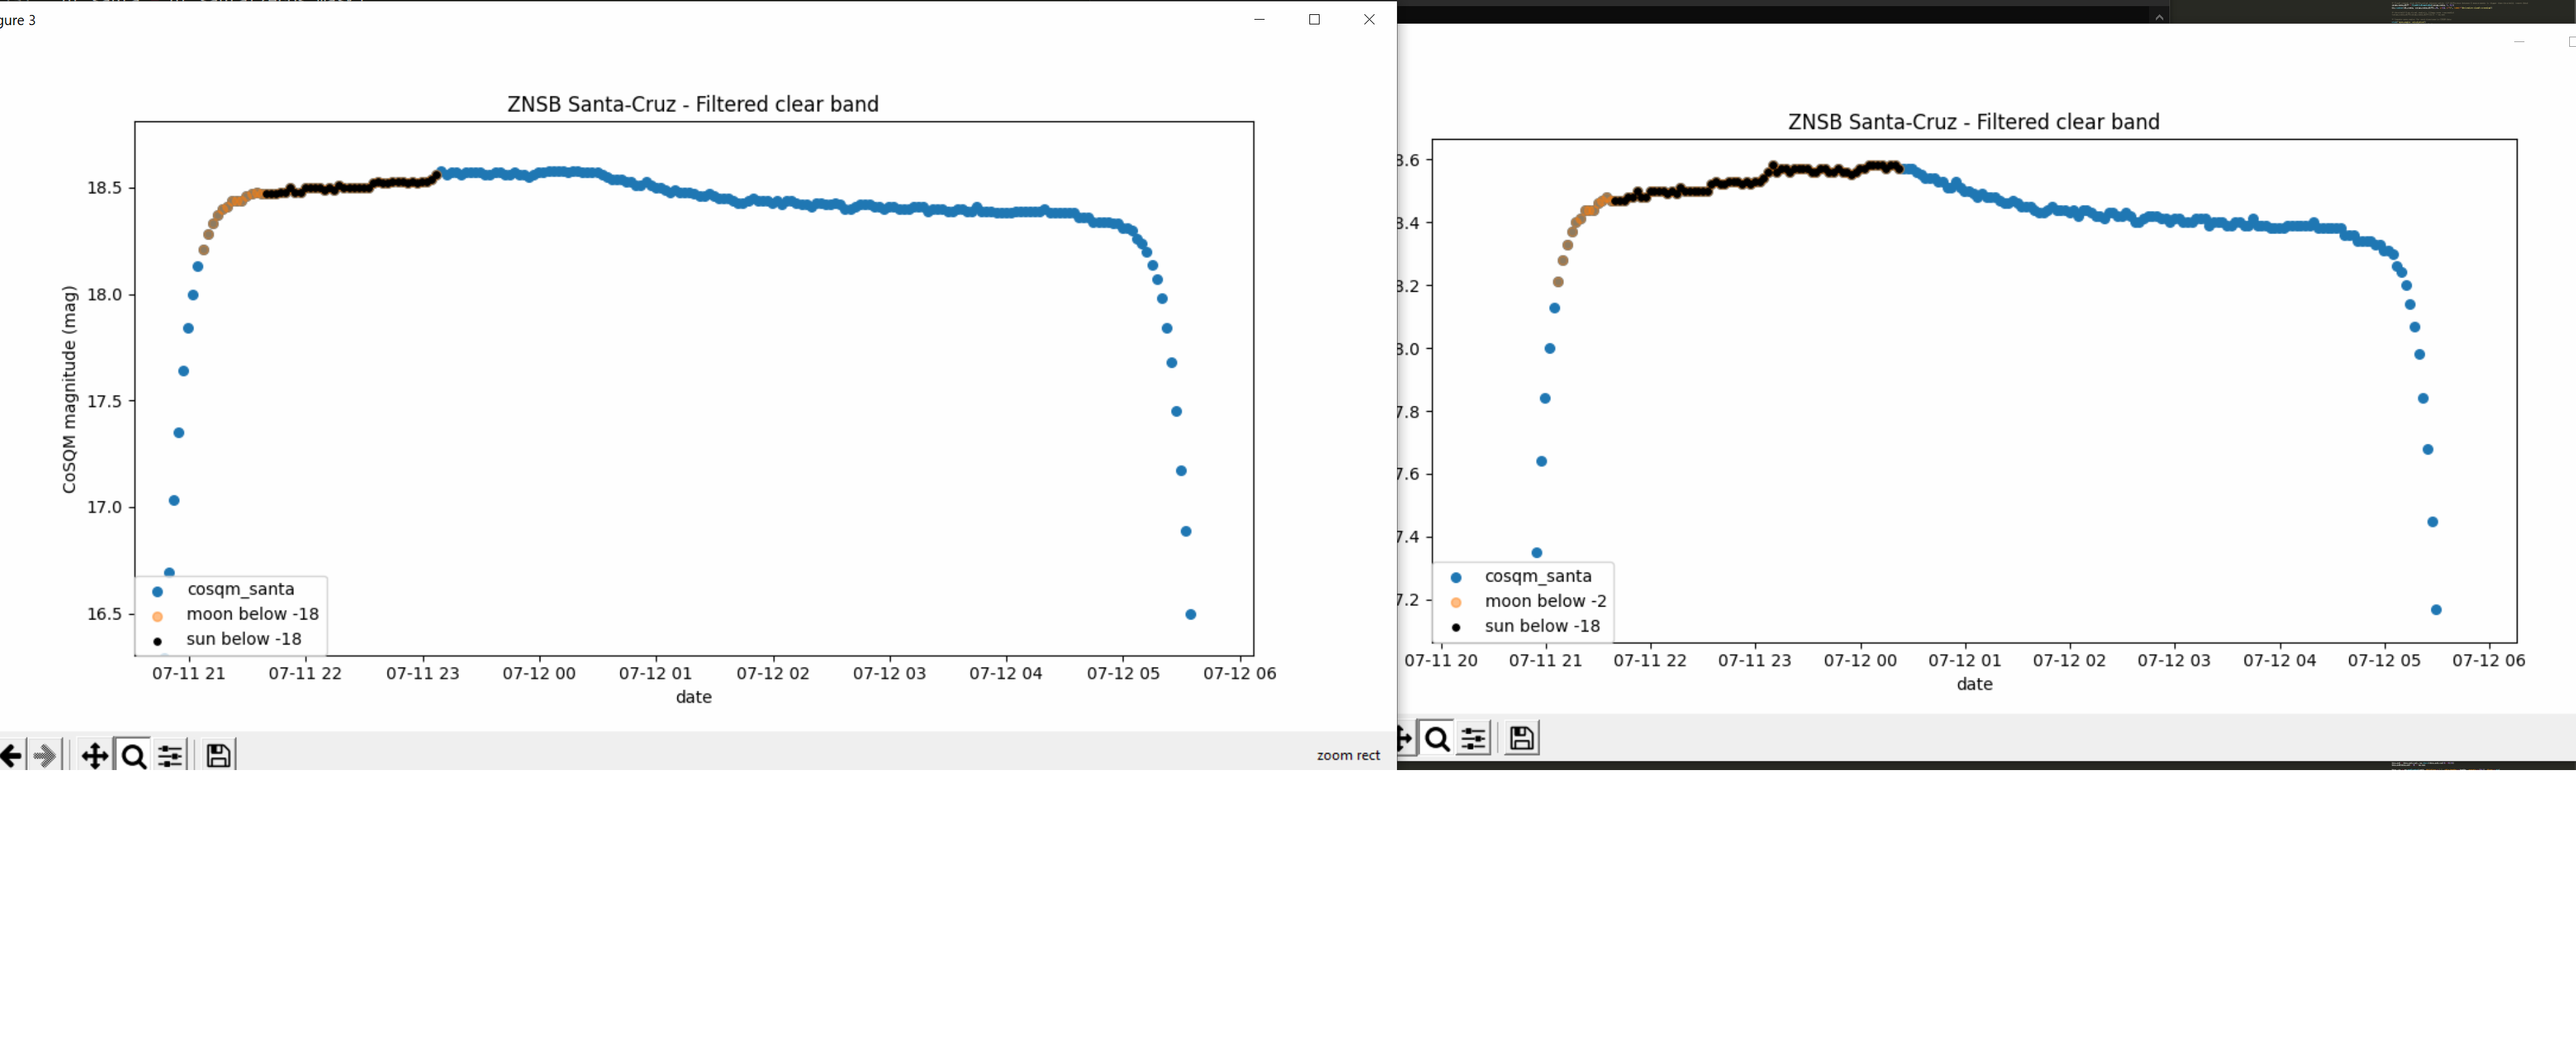 gure 3
ZNSB Santa-Cruz - Filtered clear band
CoSQM magnitude (mag)
18.5
18.0
17.5
17.0
16.5
cosqm_santa
moon below -18
sun below -18
07-11 21 07-11 22 07-11 23 07-12 00 07-12 01 07-12 02 07-12 03 07-12 04 07-12 05 07-12 06
date
zoom rect
ZNSB Santa-Cruz - Filtered clear band
8.6
8.4
8.2
8.0
7.8
7.6
7.4
7.2
cosqm_santa
moon below -2
sun below -18
07-11 20 07-11 21 07-11 22 07-11 23 07-12 00 07-12 01 07-12 02 07-12 03 07-12 04 07-12 05 07-12 06
date